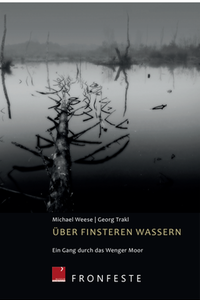 Michael Weese | Georg Trakl
ÜBER FINSTEREN WASSERN
Ein Gang durch das Wenger Moor
FRONFESTE